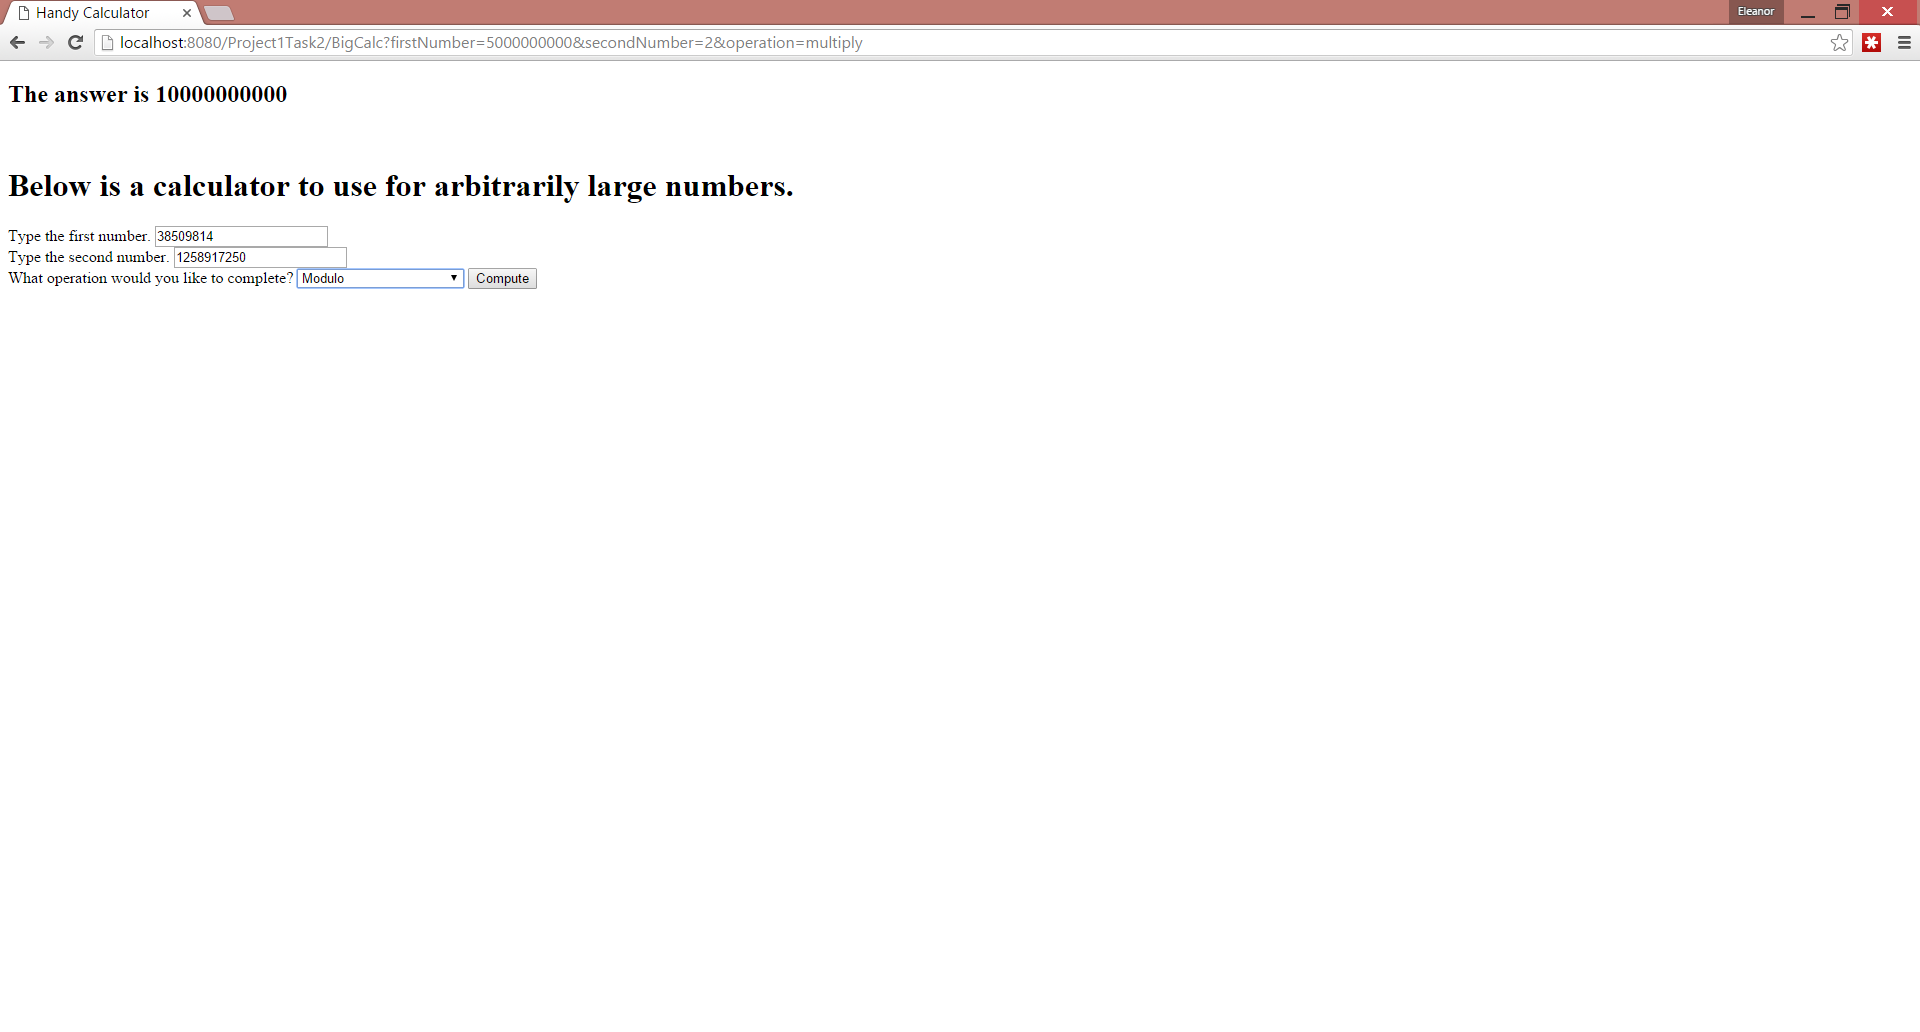 Handy Calculator
Eleanor
localhost:8080/Project1Task2/BigCalc?firstNumber=5000000000&secondNumber=2&operation=multiply
The answer is 10000000000
Below is a calculator to use for arbitrarily large numbers.
Type the first number. 38509814
Type the second number. 1258917250
What operation would you like to complete? Modulo Compute